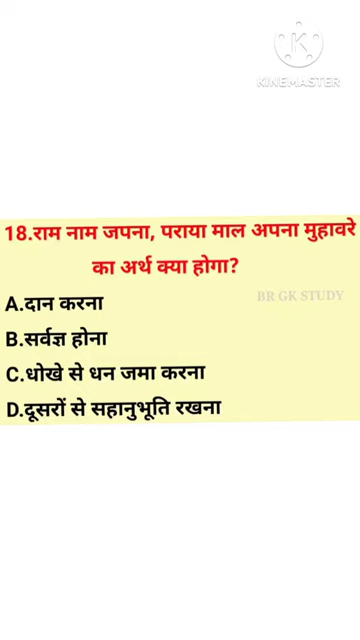 K
KINEMASTER
18.राम नाम जपना, पराया माल अपना मुहावरे
का अर्थ क्या होगा?
BR GK STUDY
A.दान करना
B.सर्वज्ञ होना
C.धोखे से धन जमा करना
D.दूसरों से सहानुभूति रखना